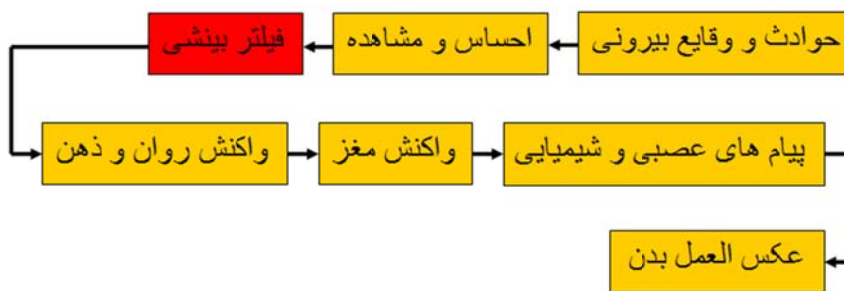 حوادث و وقایع بیرونی
احساس و مشاهده
فیلتر بینشی
واکنش روان و ذهن
واکنش مغز
پیام های عصبی و شیمیایی
عکس العمل بدن